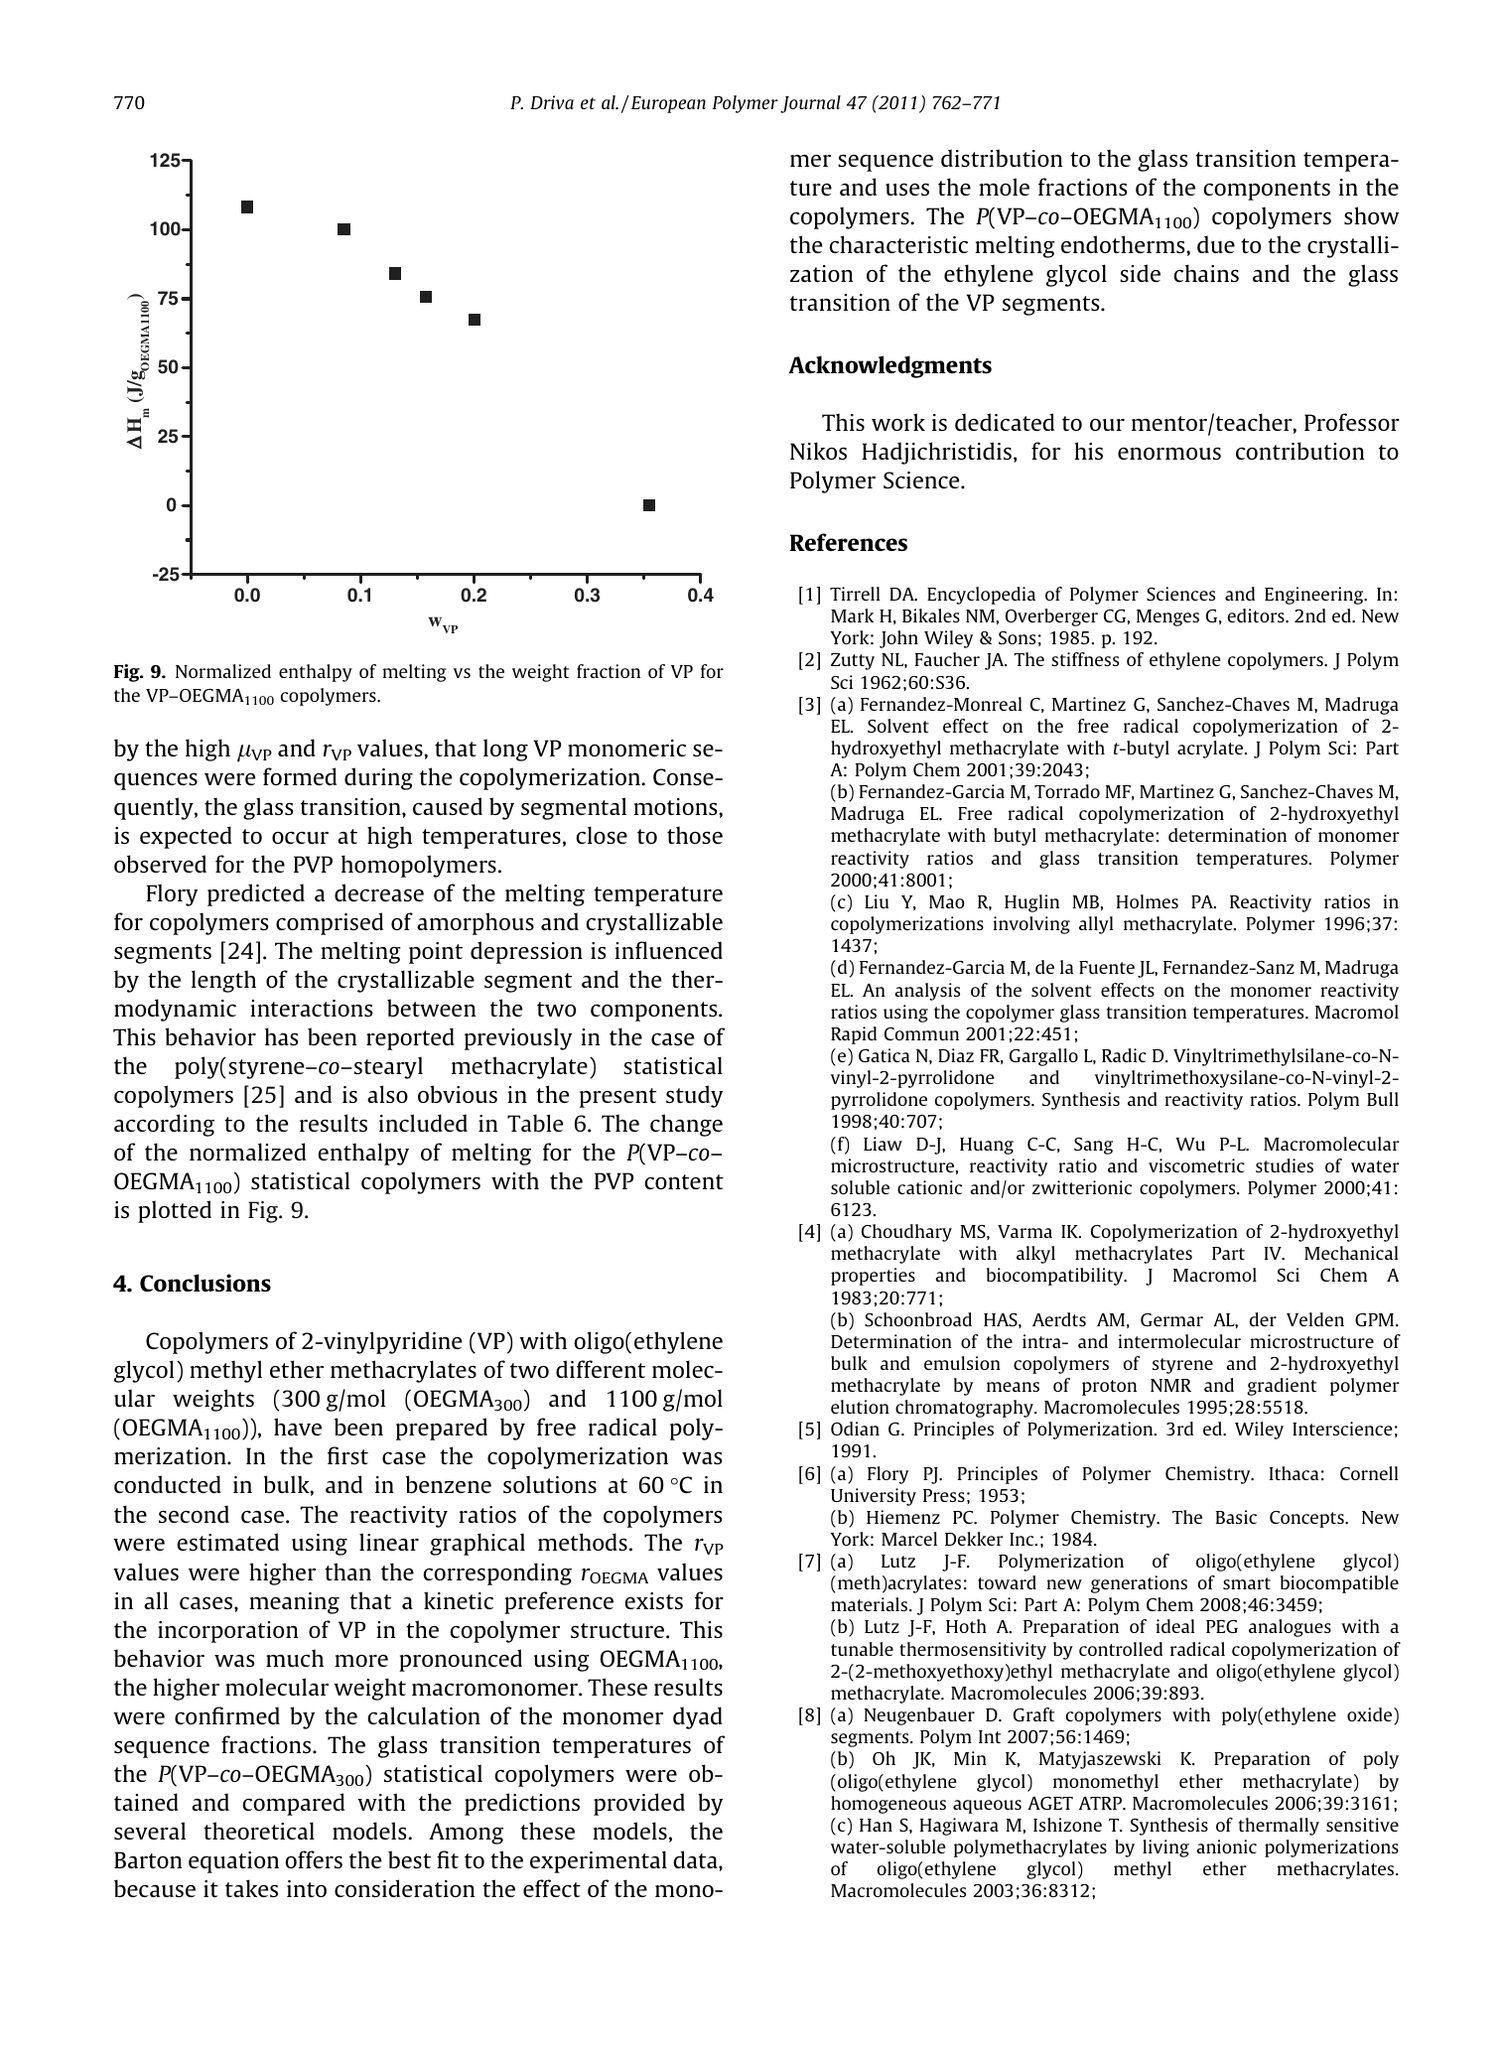 770
P. Driva et al. / European Polymer Journal 47 (2011) 762–771
125
100
75
50
25
0
-25
0.0
0.1
0.2
0.3
0.4
ΔHm (J/gOEGMA1100)
wVP
Fig. 9. Normalized enthalpy of melting vs the weight fraction of VP for
the VP–OEGMA1100 copolymers.
by the high μVP and rVP values, that long VP monomeric se-
quences were formed during the copolymerization. Conse-
quently, the glass transition, caused by segmental motions,
is expected to occur at high temperatures, close to those
observed for the PVP homopolymers.
Flory predicted a decrease of the melting temperature
for copolymers comprised of amorphous and crystallizable
segments [24]. The melting point depression is influenced
by the length of the crystallizable segment and the ther-
modynamic interactions between the two components.
This behavior has been reported previously in the case of
the poly(styrene–co–stearyl methacrylate) statistical
copolymers [25] and is also obvious in the present study
according to the results included in Table 6. The change
of the normalized enthalpy of melting for the P(VP–co–
OEGMA1100) statistical copolymers with the PVP content
is plotted in Fig. 9.
4. Conclusions
Copolymers of 2-vinylpyridine (VP) with oligo(ethylene
glycol) methyl ether methacrylates of two different molec-
ular weights (300 g/mol (OEGMA300) and 1100 g/mol
(OEGMA1100)), have been prepared by free radical poly-
merization. In the first case the copolymerization was
conducted in bulk, and in benzene solutions at 60 °C in
the second case. The reactivity ratios of the copolymers
were estimated using linear graphical methods. The rVP
values were higher than the corresponding rOEGMA values
in all cases, meaning that a kinetic preference exists for
the incorporation of VP in the copolymer structure. This
behavior was much more pronounced using OEGMA1100,
the higher molecular weight macromonomer. These results
were confirmed by the calculation of the monomer dyad
sequence fractions. The glass transition temperatures of
the P(VP–co–OEGMA300) statistical copolymers were ob-
tained and compared with the predictions provided by
several theoretical models. Among these models, the
Barton equation offers the best fit to the experimental data,
because it takes into consideration the effect of the mono-
mer sequence distribution to the glass transition tempera-
ture and uses the mole fractions of the components in the
copolymers. The P(VP–co–OEGMA1100) copolymers show
the characteristic melting endotherms, due to the crystalli-
zation of the ethylene glycol side chains and the glass
transition of the VP segments.
Acknowledgments
This work is dedicated to our mentor/teacher, Professor
Nikos Hadjichristidis, for his enormous contribution to
Polymer Science.
References
[1] Tirrell DA. Encyclopedia of Polymer Sciences and Engineering. In:
Mark H, Bikales NM, Overberger CG, Menges G, editors. 2nd ed. New
York: John Wiley & Sons; 1985. p. 192.
[2] Zutty NL, Faucher JA. The stiffness of ethylene copolymers. J Polym
Sci 1962;60:S36.
[3] (a) Fernandez-Monreal C, Martinez G, Sanchez-Chaves M, Madruga
EL. Solvent effect on the free radical copolymerization of 2-
hydroxyethyl methacrylate with t-butyl acrylate. J Polym Sci: Part
A: Polym Chem 2001;39:2043;
(b) Fernandez-Garcia M, Torrado MF, Martinez G, Sanchez-Chaves M,
Madruga EL. Free radical copolymerization of 2-hydroxyethyl
methacrylate with butyl methacrylate: determination of monomer
reactivity ratios and glass transition temperatures. Polymer
2000;41:8001;
(c) Liu Y, Mao R, Huglin MB, Holmes PA. Reactivity ratios in
copolymerizations involving allyl methacrylate. Polymer 1996;37:
1437;
(d) Fernandez-Garcia M, de la Fuente JL, Fernandez-Sanz M, Madruga
EL. An analysis of the solvent effects on the monomer reactivity
ratios using the copolymer glass transition temperatures. Macromol
Rapid Commun 2001;22:451;
(e) Gatica N, Diaz FR, Gargallo L, Radic D. Vinyltrimethylsilane-co-N-
vinyl-2-pyrrolidone and vinyltrimethoxysilane-co-N-vinyl-2-
pyrrolidone copolymers. Synthesis and reactivity ratios. Polym Bull
1998;40:707;
(f) Liaw D-J, Huang C-C, Sang H-C, Wu P-L. Macromolecular
microstructure, reactivity ratio and viscometric studies of water
soluble cationic and/or zwitterionic copolymers. Polymer 2000;41:
6123.
[4] (a) Choudhary MS, Varma IK. Copolymerization of 2-hydroxyethyl
methacrylate with alkyl methacrylates Part IV. Mechanical
properties and biocompatibility. J Macromol Sci Chem A
1983;20:771;
(b) Schoonbroad HAS, Aerdts AM, Germar AL, der Velden GPM.
Determination of the intra- and intermolecular microstructure of
bulk and emulsion copolymers of styrene and 2-hydroxyethyl
methacrylate by means of proton NMR and gradient polymer
elution chromatography. Macromolecules 1995;28:5518.
[5] Odian G. Principles of Polymerization. 3rd ed. Wiley Interscience;
1991.
[6] (a) Flory PJ. Principles of Polymer Chemistry. Ithaca: Cornell
University Press; 1953;
(b) Hiemenz PC. Polymer Chemistry. The Basic Concepts. New
York: Marcel Dekker Inc.; 1984.
[7] (a) Lutz J-F. Polymerization of oligo(ethylene glycol)
(meth)acrylates: toward new generations of smart biocompatible
materials. J Polym Sci: Part A: Polym Chem 2008;46:3459;
(b) Lutz J-F, Hoth A. Preparation of ideal PEG analogues with a
tunable thermosensitivity by controlled radical copolymerization of
2-(2-methoxyethoxy)ethyl methacrylate and oligo(ethylene glycol)
methacrylate. Macromolecules 2006;39:893.
[8] (a) Neugenbauer D. Graft copolymers with poly(ethylene oxide)
segments. Polym Int 2007;56:1469;
(b) Oh JK, Min K, Matyjaszewski K. Preparation of poly
(oligo(ethylene glycol) monomethyl ether methacrylate) by
homogeneous aqueous AGET ATRP. Macromolecules 2006;39:3161;
(c) Han S, Hagiwara M, Ishizone T. Synthesis of thermally sensitive
water-soluble polymethacrylates by living anionic polymerizations
of oligo(ethylene glycol) methyl ether methacrylates.
Macromolecules 2003;36:8312;